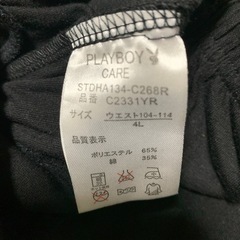 PLAYBOY
CARE
STDHA134-C268R
品番 C2331YR
サイズ ウエスト104-114
4L
品質表示
ポリエステル 65%
綿 35%